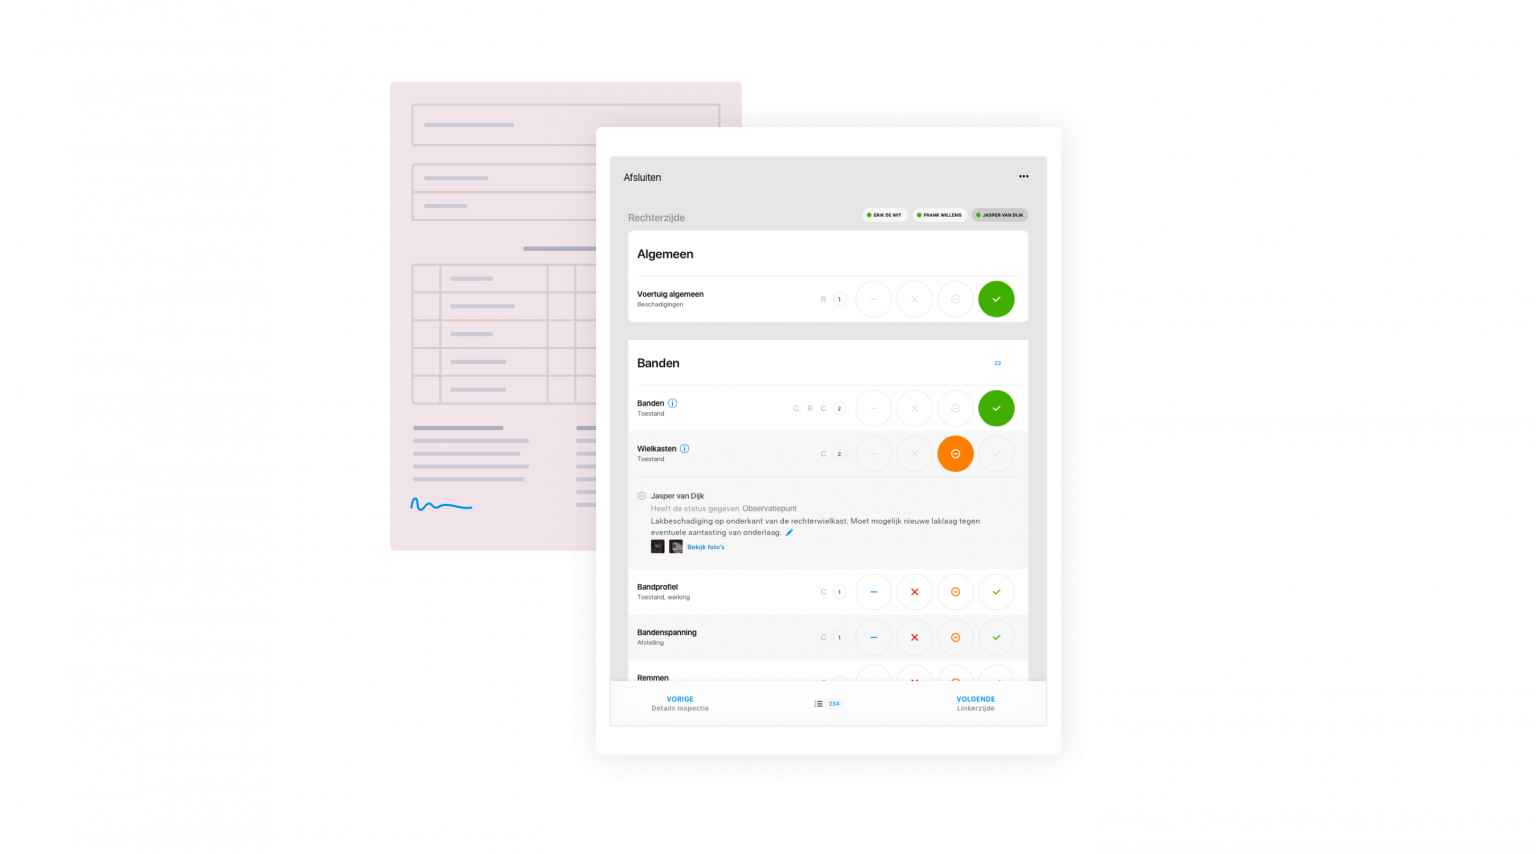 Afsluiten
Rechterzijde
ERIK DE WIT
FRANK WILLEMS
JASPER VAN DIJK
Algemeen
Voertuig algemeen
Beschadigingen
R 1
Banden
22
Banden
Toestand
C R C 2
Wielkasten
Toestand
C 2
Jasper van Dijk
Heeft de status gegeven Observatiepunt
Lakbeschadiging op onderkant van de rechterwielkast. Moet mogelijk nieuwe laklaag tegen
eventuele aantasting van onderlaag.
Bekijk foto's
Bandprofiel
Toestand, werking
C 1
Bandenspanning
Afstelling
C 1
Remmen
VORIGE
Details inspectie
234
VOLGENDE
Linkerzijde